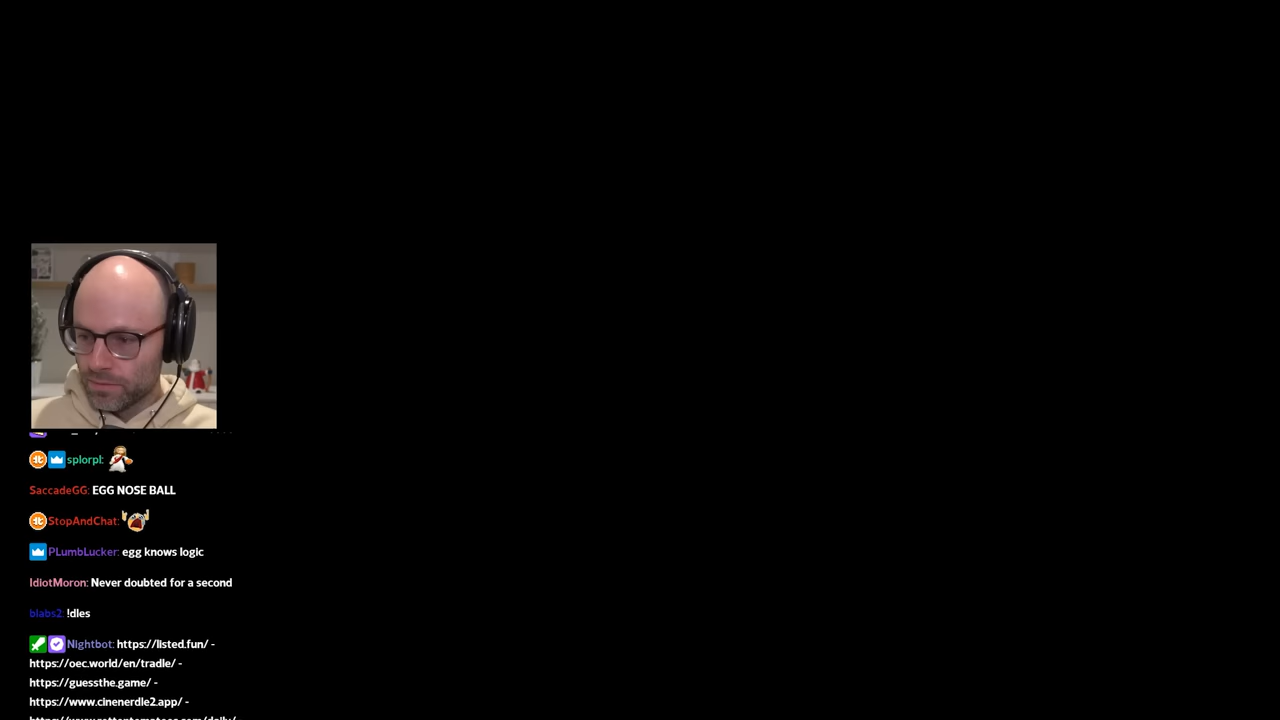 splorpl:
SaccadeGG: EGG NOSE BALL
StopAndChat:
PLumbLucker: egg knows logic
IdiotMoron: Never doubted for a second
blabs2: !dles
Nightbot: https://listed.fun/ -
https://oec.world/en/tradle/ -
https://guessthe.game/ -
https://www.cinenerdle2.app/ -